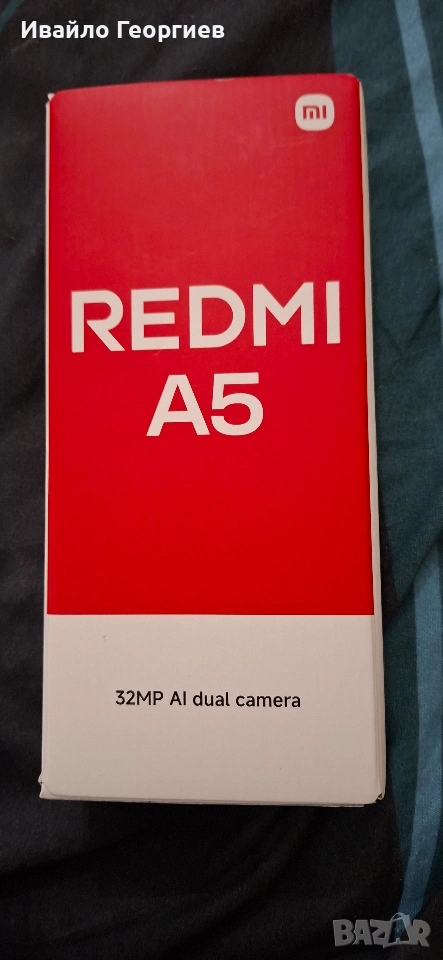 Ивайло Георгиев
mi
REDMI
A5
32MP AI dual camera
BAZAR